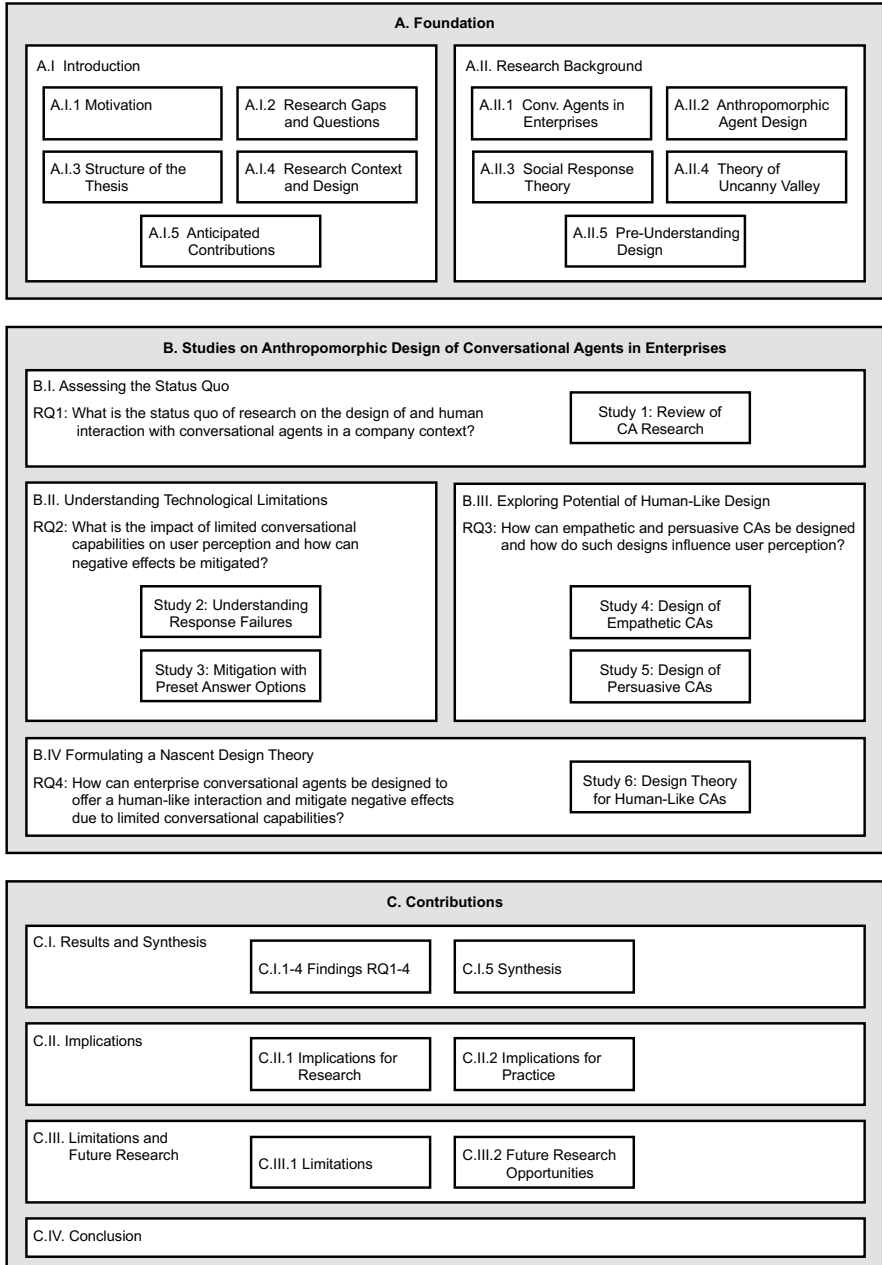 A. Foundation
A.I Introduction
A.I.1 Motivation
A.I.2 Research Gaps
and Questions
A.I.3 Structure of the
Thesis
A.I.4 Research Context
and Design
A.I.5 Anticipated
Contributions
A.II. Research Background
A.II.1 Conv. Agents in
Enterprises
A.II.2 Anthropomorphic
Agent Design
A.II.3 Social Response
Theory
A.II.4 Theory of
Uncanny Valley
A.II.5 Pre-Understanding
Design
B. Studies on Anthropomorphic Design of Conversational Agents in Enterprises
B.I. Assessing the Status Quo
RQ1: What is the status quo of research on the design of and human
interaction with conversational agents in a company context?
Study 1: Review of
CA Research
B.II. Understanding Technological Limitations
RQ2: What is the impact of limited conversational
capabilities on user perception and how can
negative effects be mitigated?
Study 2: Understanding
Response Failures
Study 3: Mitigation with
Preset Answer Options
B.III. Exploring Potential of Human-Like Design
RQ3: How can empathetic and persuasive CAs be designed
and how do such designs influence user perception?
Study 4: Design of
Empathetic CAs
Study 5: Design of
Persuasive CAs
B.IV Formulating a Nascent Design Theory
RQ4: How can enterprise conversational agents be designed to
offer a human-like interaction and mitigate negative effects
due to limited conversational capabilities?
Study 6: Design Theory
for Human-Like CAs
C. Contributions
C.I. Results and Synthesis
C.I.1-4 Findings RQ1-4
C.I.5 Synthesis
C.II. Implications
C.II.1 Implications for
Research
C.II.2 Implications for
Practice
C.III. Limitations and
Future Research
C.III.1 Limitations
C.III.2 Future Research
Opportunities
C.IV. Conclusion